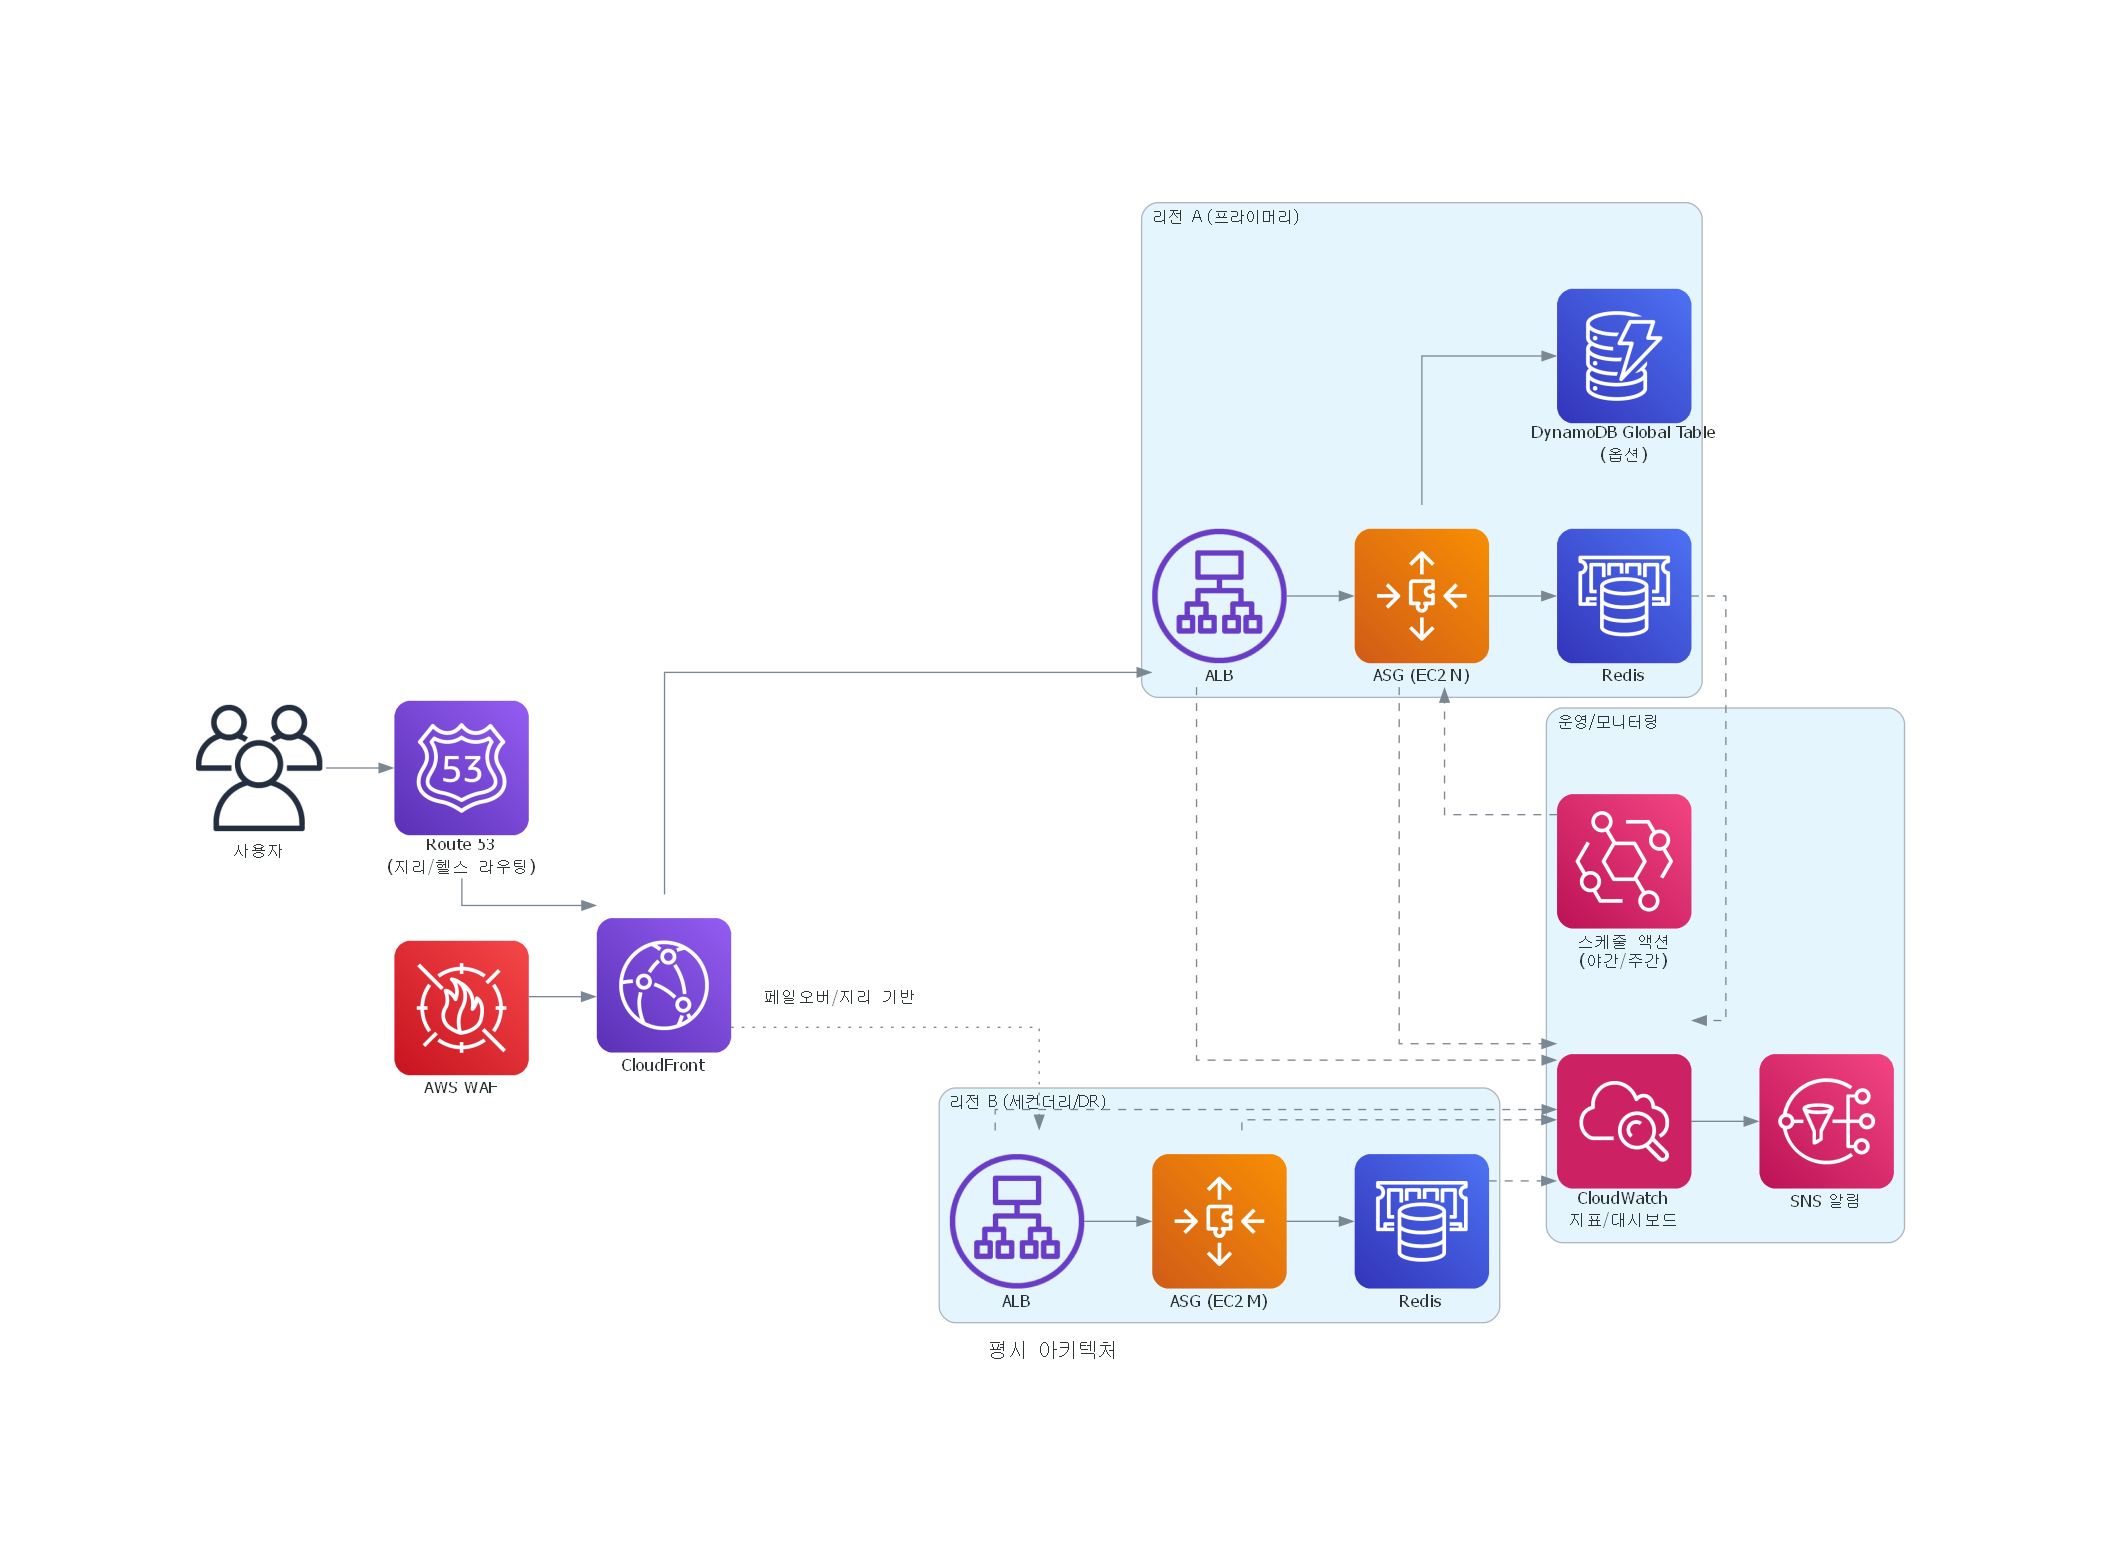 리전 A (프라이머리)
DynamoDB Global Table
(옵션)
ALB
ASG (EC2 N)
Redis
운영/모니터링
53
사용자
Route 53
(지리/헬스 라우팅)
스케줄 액션
(야간/주간)
페일오버/지리 기반
CloudFront
AWS WAF
리전 B (세컨더리/DR)
CloudWatch
지표/대시보드
SNS 알림
ALB
ASG (EC2 M)
Redis
평시 아키텍처